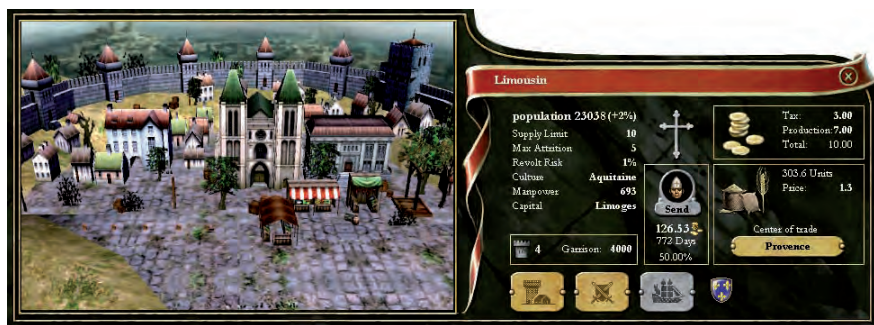 Limousin
population 23038 (+2%)
Supply Limit 10
Max Attrition 5
Revolt Risk 1%
Culture Aquitaine
Manpower 693
Capital Limoges
4 Garrison: 4000
Send
126.53
772 Days
50.00%
Tax: 3.00
Production: 7.00
Total: 10.00
303.6 Units
Price: 1.3
Center of trade
Provence